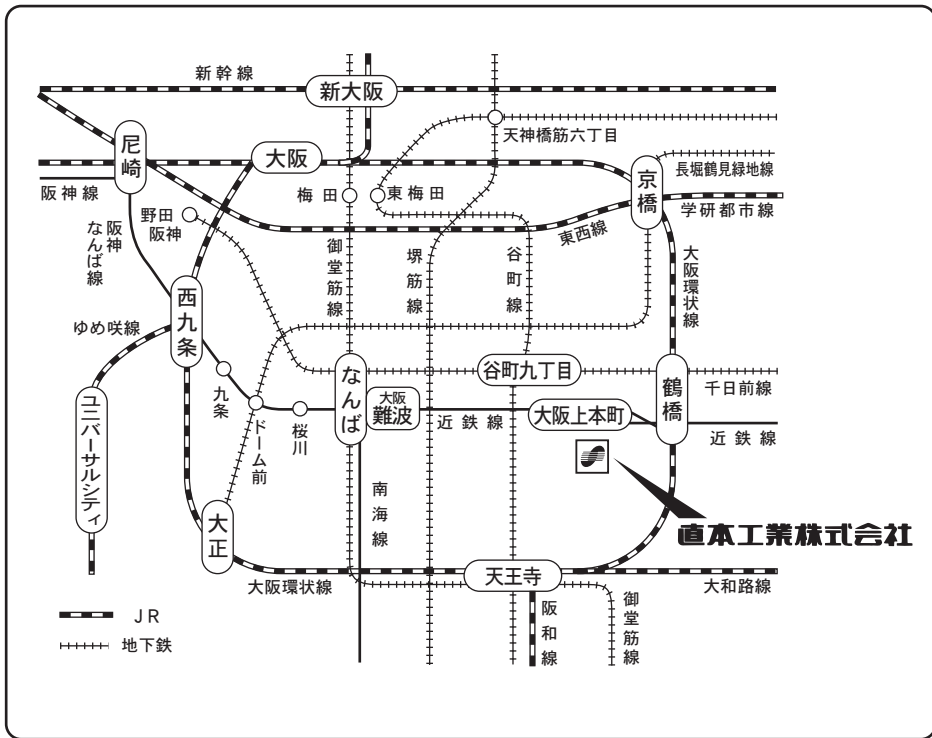 新幹線
新大阪
天神橋筋六丁目
尼崎
大阪
京橋
長堀鶴見緑地線
阪神線
梅田
東梅田
学研都市線
野田
阪神
阪神
なんば線
東西線
御堂筋線
堺筋線
谷町線
大阪環状線
西九条
ゆめ咲線
なんば
谷町九丁目
鶴橋
千日前線
九条
大阪
難波
近鉄線
大阪上本町
近鉄線
ユニバーサルシティ
ドーム前
桜川
南海線
大正
直本工業株式会社
大阪環状線
天王寺
大和路線
阪和線
御堂筋線
JR
地下鉄